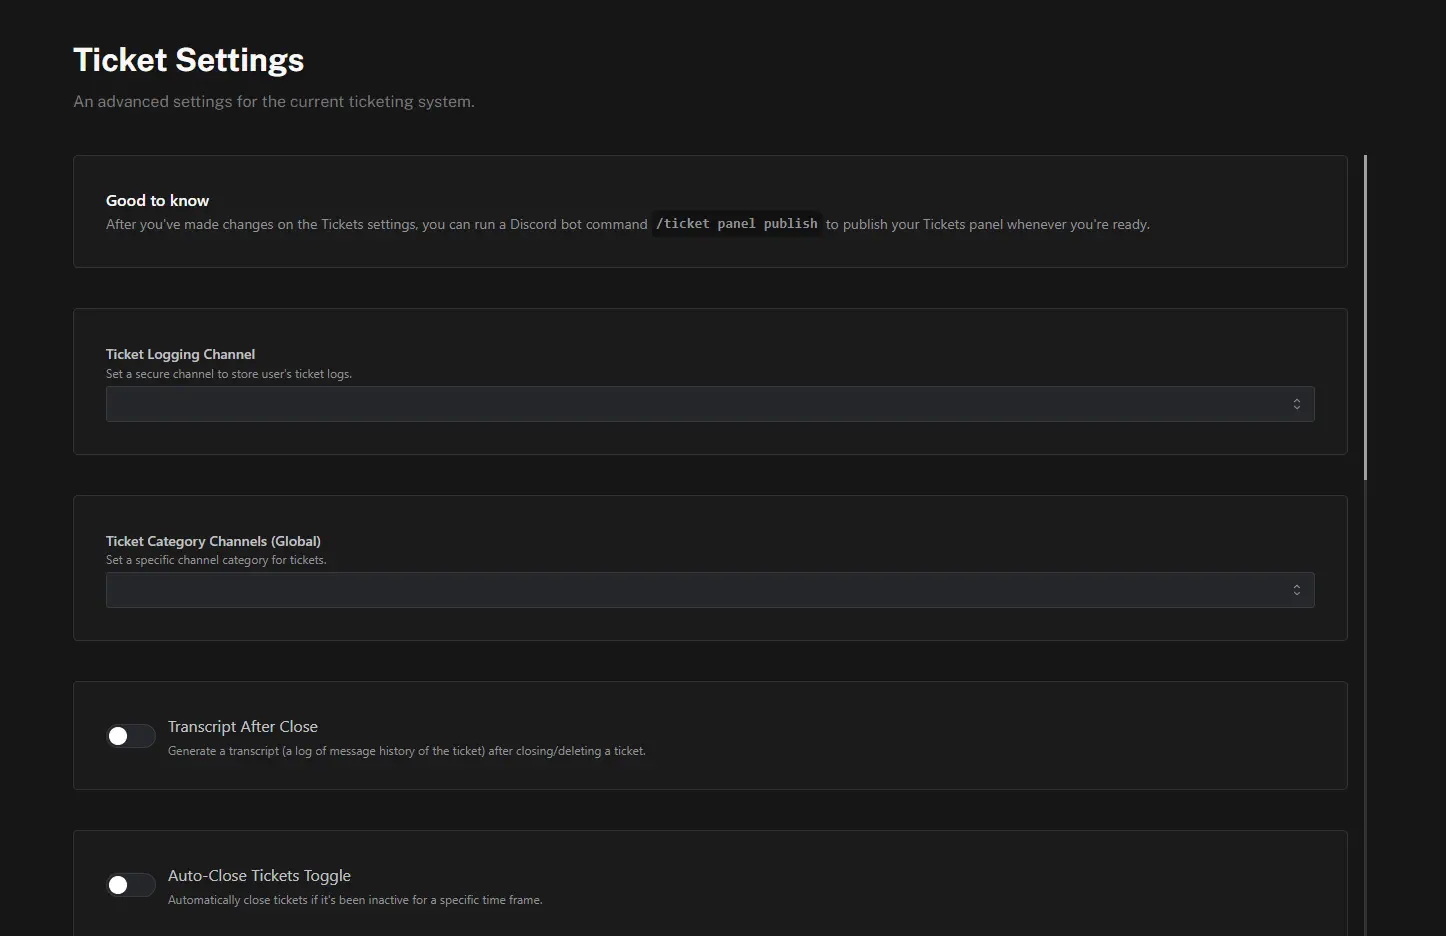 Ticket Settings
An advanced settings for the current ticketing system.
Good to know
After you've made changes on the Tickets settings, you can run a Discord bot command /ticket panel publish to publish your Tickets panel whenever you're ready.
Ticket Logging Channel
Set a secure channel to store user's ticket logs.
Ticket Category Channels (Global)
Set a specific channel category for tickets.
Transcript After Close
Generate a transcript (a log of message history of the ticket) after closing/deleting a ticket.
Auto-Close Tickets Toggle
Automatically close tickets if it's been inactive for a specific time frame.